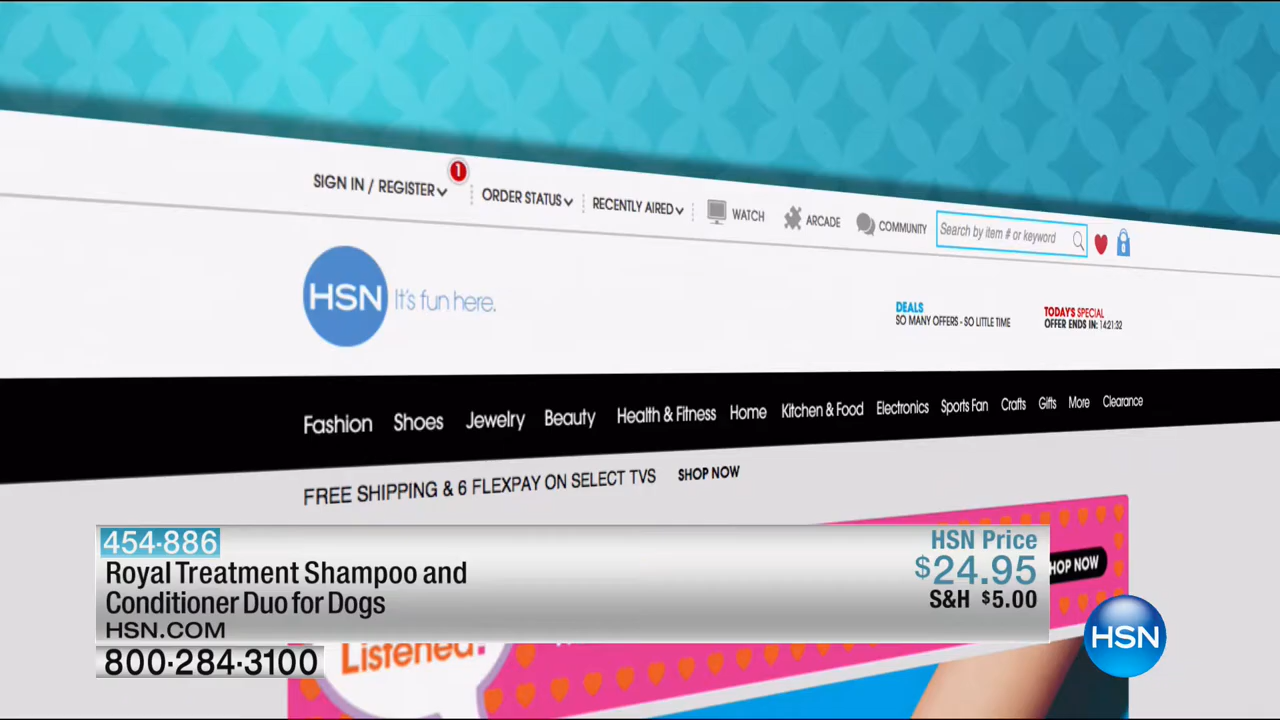 SIGN IN / REGISTER
1
ORDER STATUS
RECENTLY AIRED
WATCH
ARCADE
COMMUNITY
Search by item # or keyword
HSN It's fun here.
DEALS
SO MANY OFFERS - SO LITTLE TIME
TODAY'S SPECIAL
OFFER ENDS IN: 14:21:32
Fashion Shoes Jewelry Beauty Health & Fitness Home Kitchen & Food Electronics Sports Fan Crafts Gifts More Clearance
FREE SHIPPING & 6 FLEXPAY ON SELECT TVS SHOP NOW
454-886
Royal Treatment Shampoo and
Conditioner Duo for Dogs
HSN.COM
800-284-3100
HSN Price
$24.95
S&H $5.00
HOP NOW
Listened!
HSN